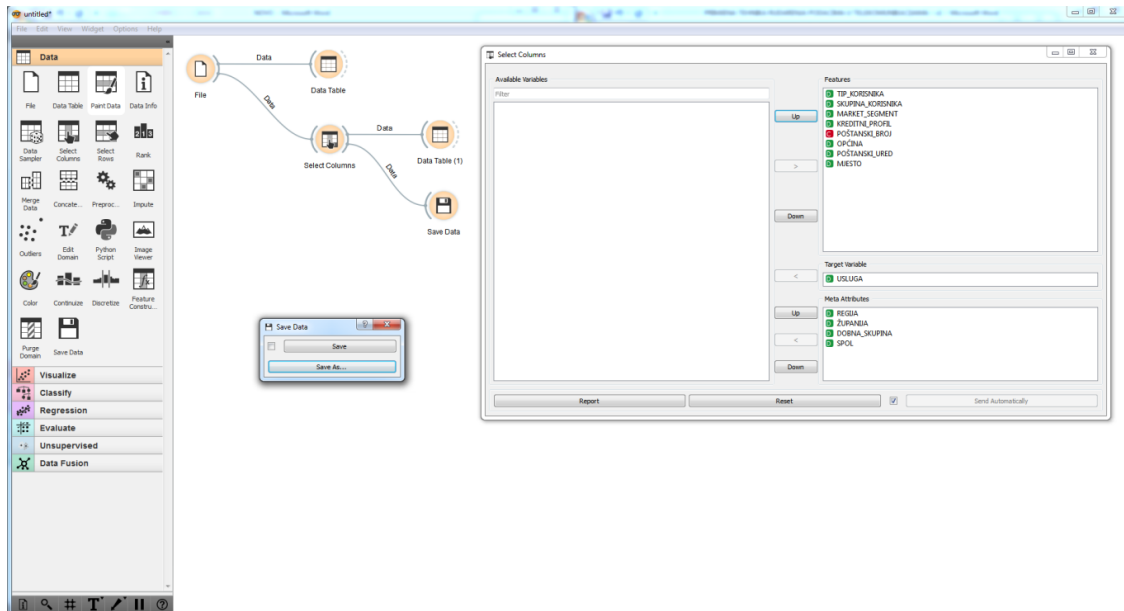 untitled*
File Edit View Widget Options Help
Data
File Data Table Paint Data Data Info
Data Sampler
Select Columns
Select Rows
Rank
Merge Data
Concate... Preproc... Impute
Outliers
Edit Domain
Python Script
Image Viewer
Color Continuize Discretize
Feature Constru...
Purge Domain
Save Data
Visualize
Classify
Regression
Evaluate
Unsupervised
Data Fusion
File
Data
Data Table
Data
Select Columns
Data
Data Table (1)
Data
Save Data
Save Data
Save
Save As...
Select Columns
Available Variables
Filter
Up
>
Down
<
Up
<
Down
Features
D TIP_KORISNIKA
D SKUPINA_KORISNIKA
D MARKET_SEGMENT
D KREDITNI_PROFIL
C POŠTANSKI_BROJ
D OPĆINA
D POŠTANSKI_URED
D MJESTO
Target Variable
D USLUGA
Meta Attributes
D REGIJA
D ŽUPANIJA
D DOBNA_SKUPINA
D SPOL
Report
Reset
Send Automatically